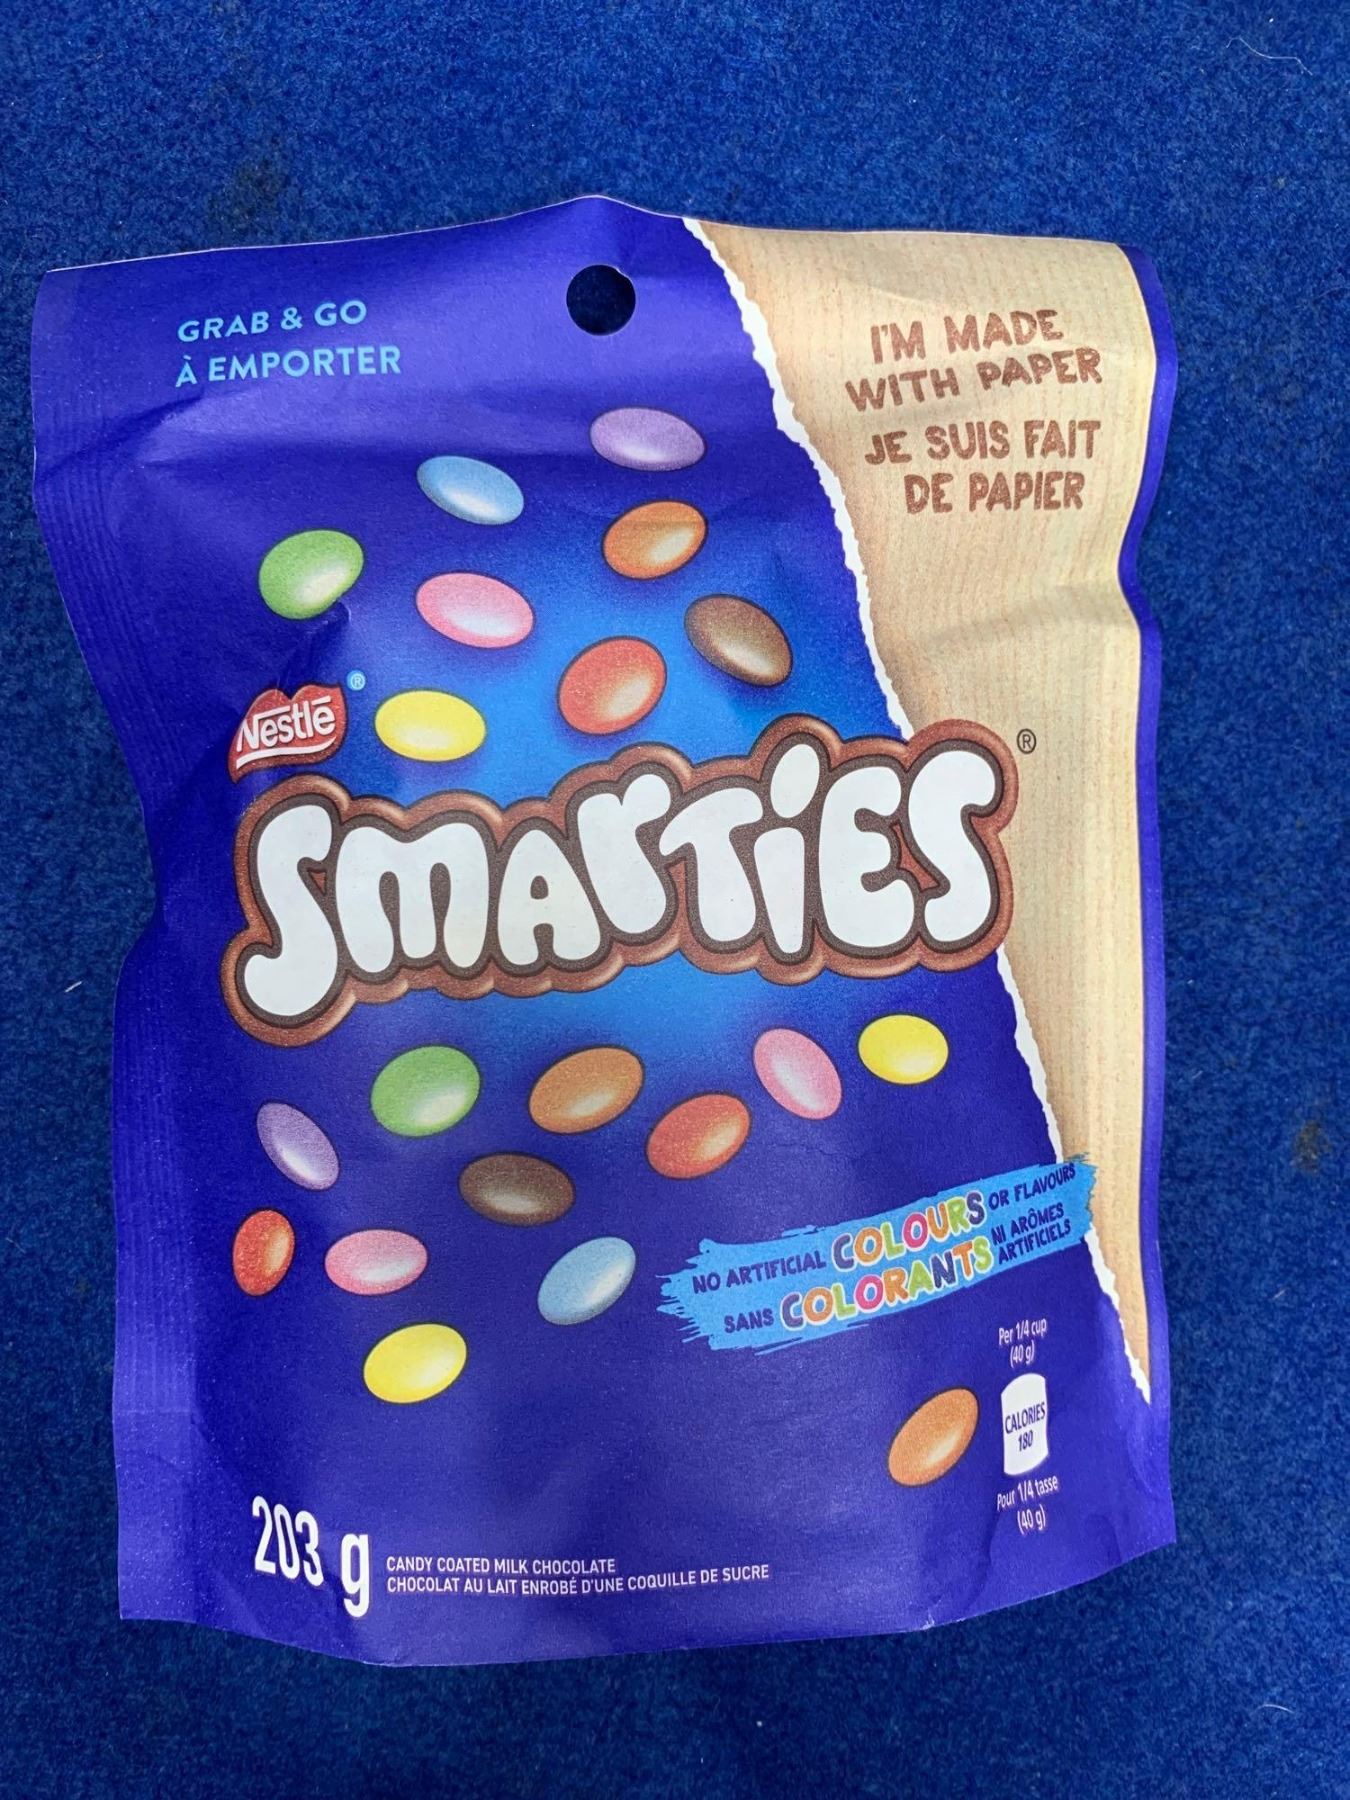 GRAB & GO
À EMPORTER
I'M MADE
WITH PAPER
JE SUIS FAIT
DE PAPIER
Nestlé®
SMARTIES®
NO ARTIFICIAL COLOURS OR FLAVOURS
SANS COLORANTS NI ARÔMES
ARTIFICIELS
Per 1/4 cup
(40 g)
CALORIES
180
Pour 1/4 tasse
(40 g)
203 g
CANDY COATED MILK CHOCOLATE
CHOCOLAT AU LAIT ENROBÉ D'UNE COQUILLE DE SUCRE